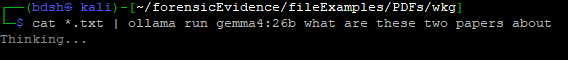 ┌──(bdsh㉿ kali)-[~/forensicEvidence/fileExamples/PDFs/wkg]
└─$ cat *.txt | ollama run gemma4:26b what are these two papers about
Thinking...